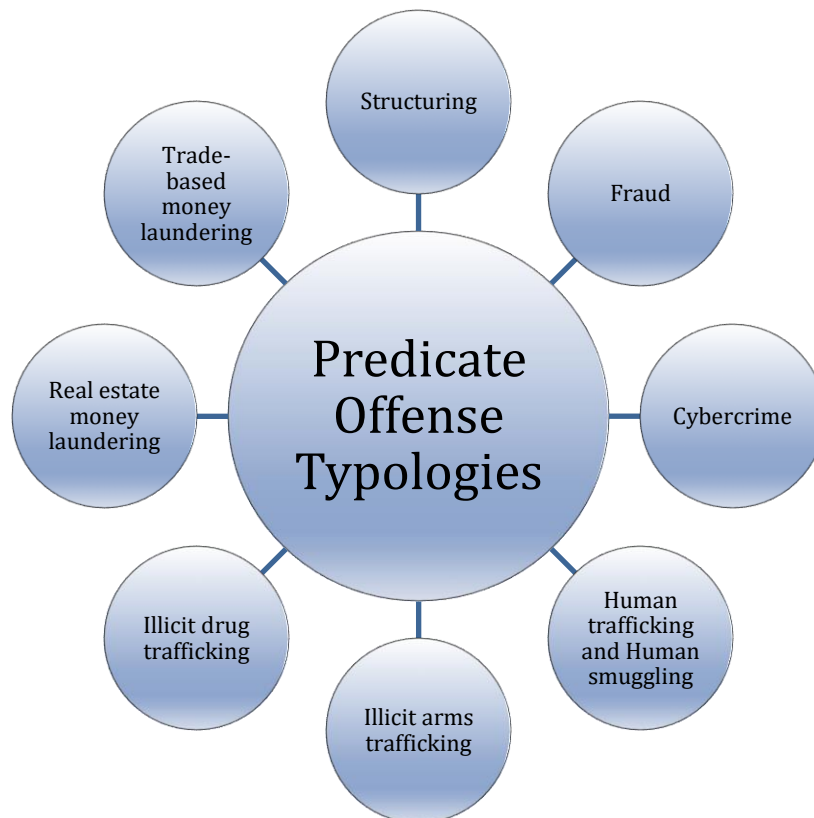 Predicate
Offense
Typologies
Structuring
Fraud
Cybercrime
Human
trafficking
and Human
smuggling
Illicit arms
trafficking
Illicit drug
trafficking
Real estate
money
laundering
Trade-
based
money
laundering